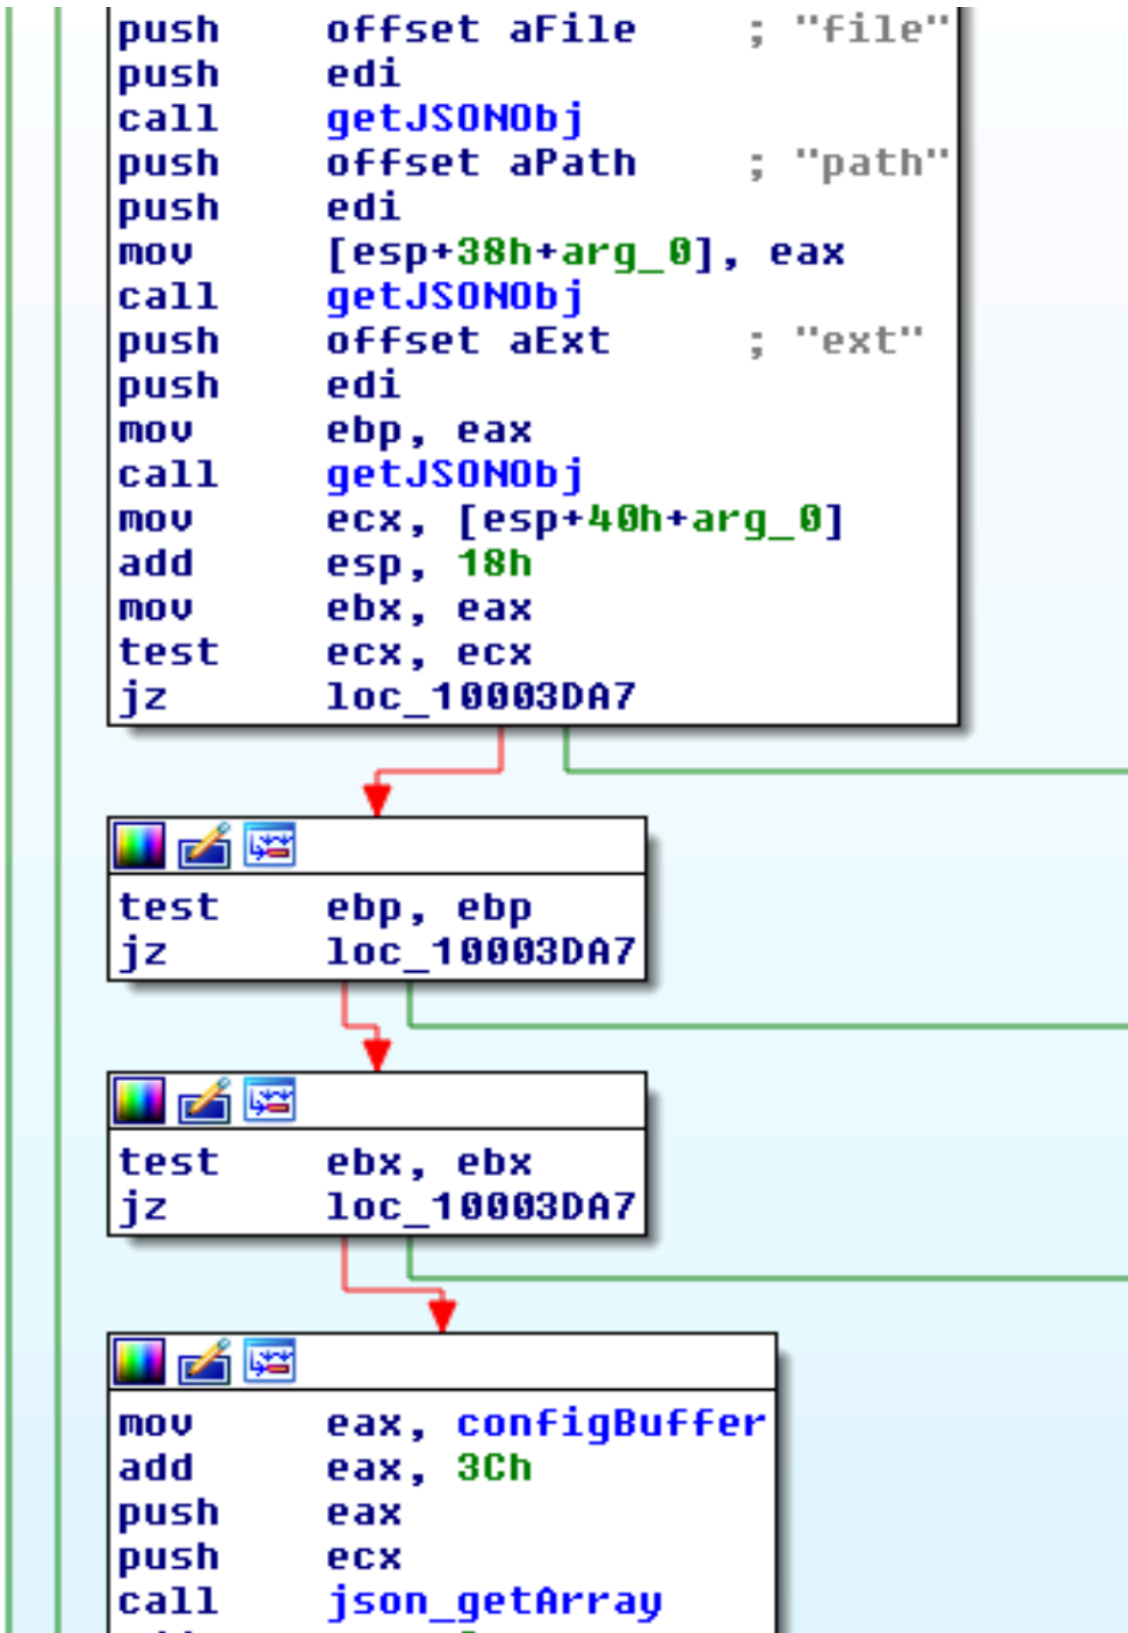 push offset aFile ; "file"
push edi
call getJSONObj
push offset aPath ; "path"
push edi
mov [esp+38h+arg_0], eax
call getJSONObj
push offset aExt ; "ext"
push edi
mov ebp, eax
call getJSONObj
mov ecx, [esp+40h+arg_0]
add esp, 18h
mov ebx, eax
test ecx, ecx
jz loc_10003DA7
test ebp, ebp
jz loc_10003DA7
test ebx, ebx
jz loc_10003DA7
mov eax, configBuffer
add eax, 3Ch
push eax
push ecx
call json_getArray